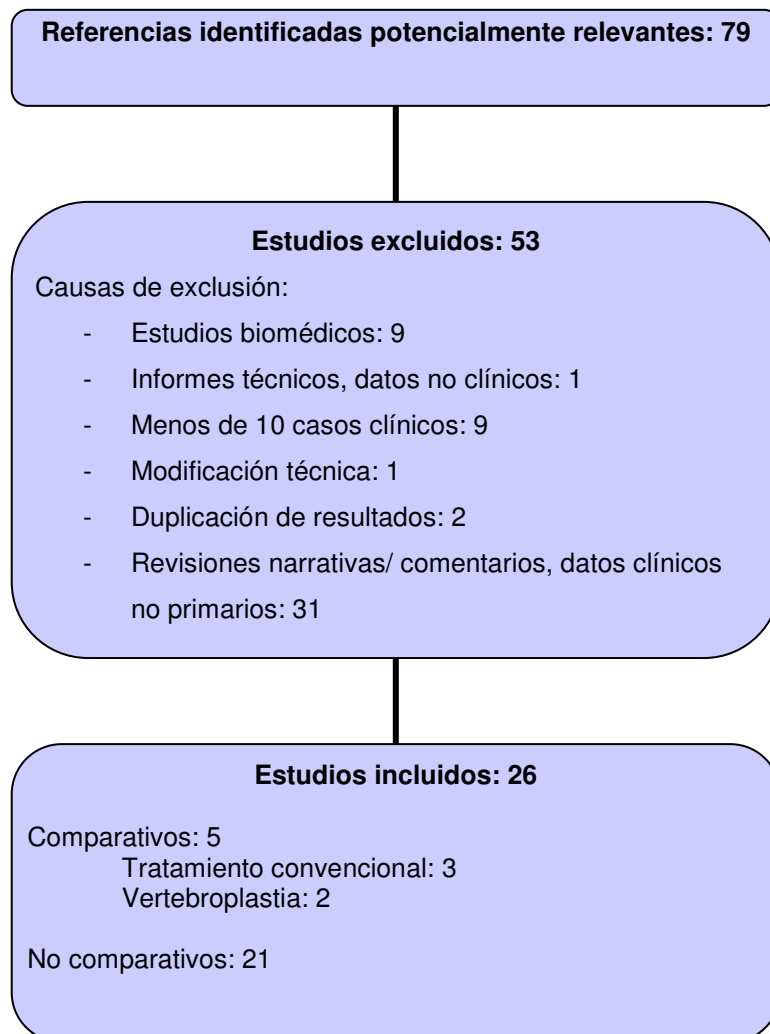 Referencias identificadas potencialmente relevantes: 79
Estudios excluidos: 53
Causas de exclusión:
- Estudios biomédicos: 9
- Informes técnicos, datos no clínicos: 1
- Menos de 10 casos clínicos: 9
- Modificación técnica: 1
- Duplicación de resultados: 2
- Revisiones narrativas/ comentarios, datos clínicos
no primarios: 31
Estudios incluidos: 26
Comparativos: 5
Tratamiento convencional: 3
Vertebroplastia: 2
No comparativos: 21